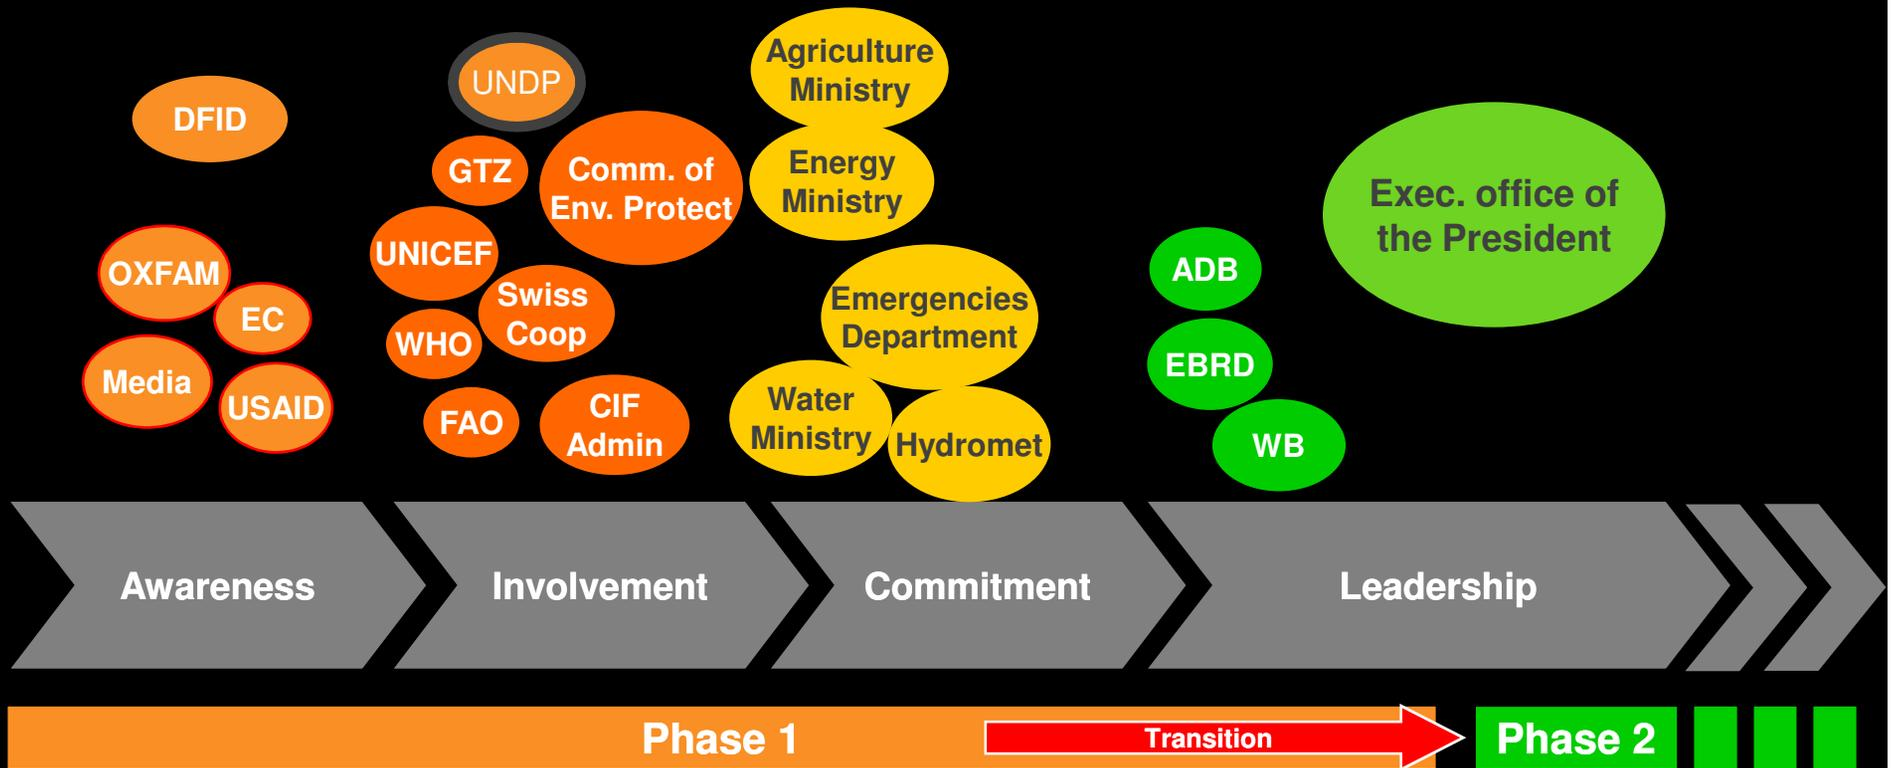 DFID
OXFAM
EC
Media
USAID
UNDP
GTZ
Comm. of
Env. Protect
UNICEF
Swiss
Coop
WHO
FAO
CIF
Admin
Agriculture
Ministry
Energy
Ministry
Emergencies
Department
Water
Ministry
Hydromet
ADB
EBRD
WB
Exec. office of
the President
Awareness
Involvement
Commitment
Leadership
Phase 1
Transition
Phase 2